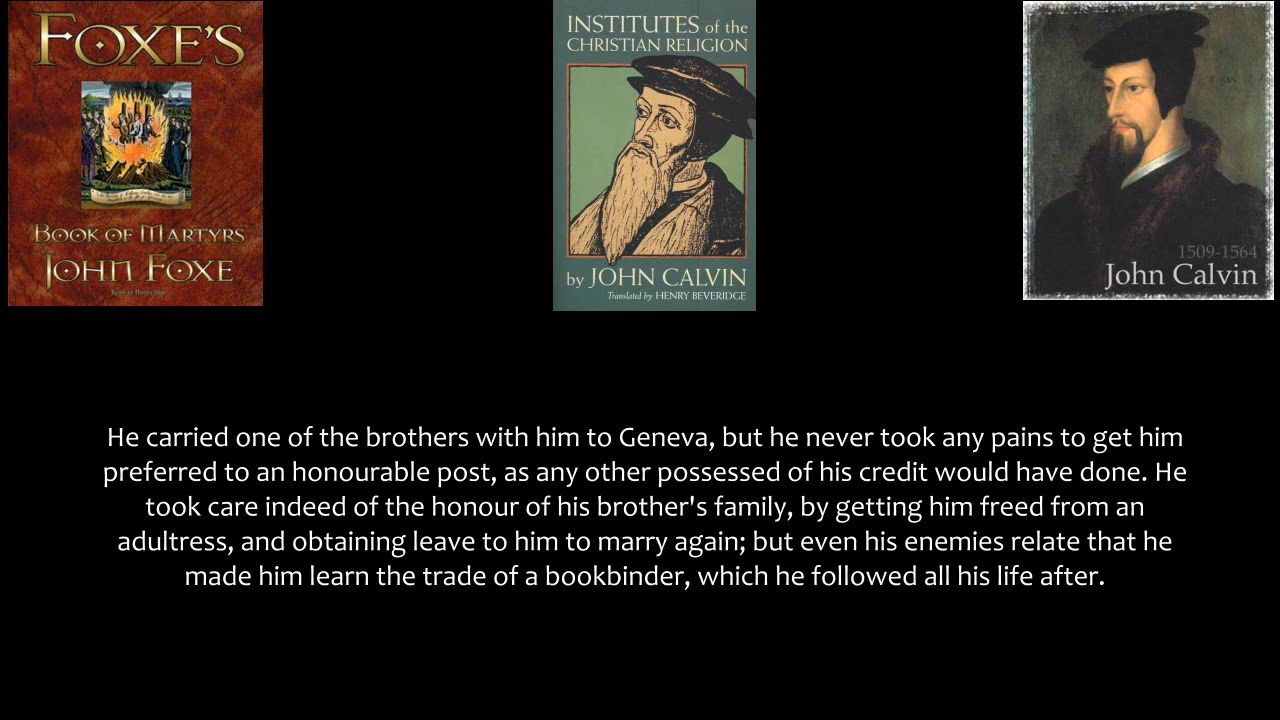 FOXE'S
BOOK OF MARTYRS
JOHN FOXE
INSTITUTES of the
CHRISTIAN RELIGION
by JOHN CALVIN
Translated by HENRY BEVERIDGE
1509-1564
John Calvin
He carried one of the brothers with him to Geneva, but he never took any pains to get him
preferred to an honourable post, as any other possessed of his credit would have done. He
took care indeed of the honour of his brother's family, by getting him freed from an
adultress, and obtaining leave to him to marry again; but even his enemies relate that he
made him learn the trade of a bookbinder, which he followed all his life after.